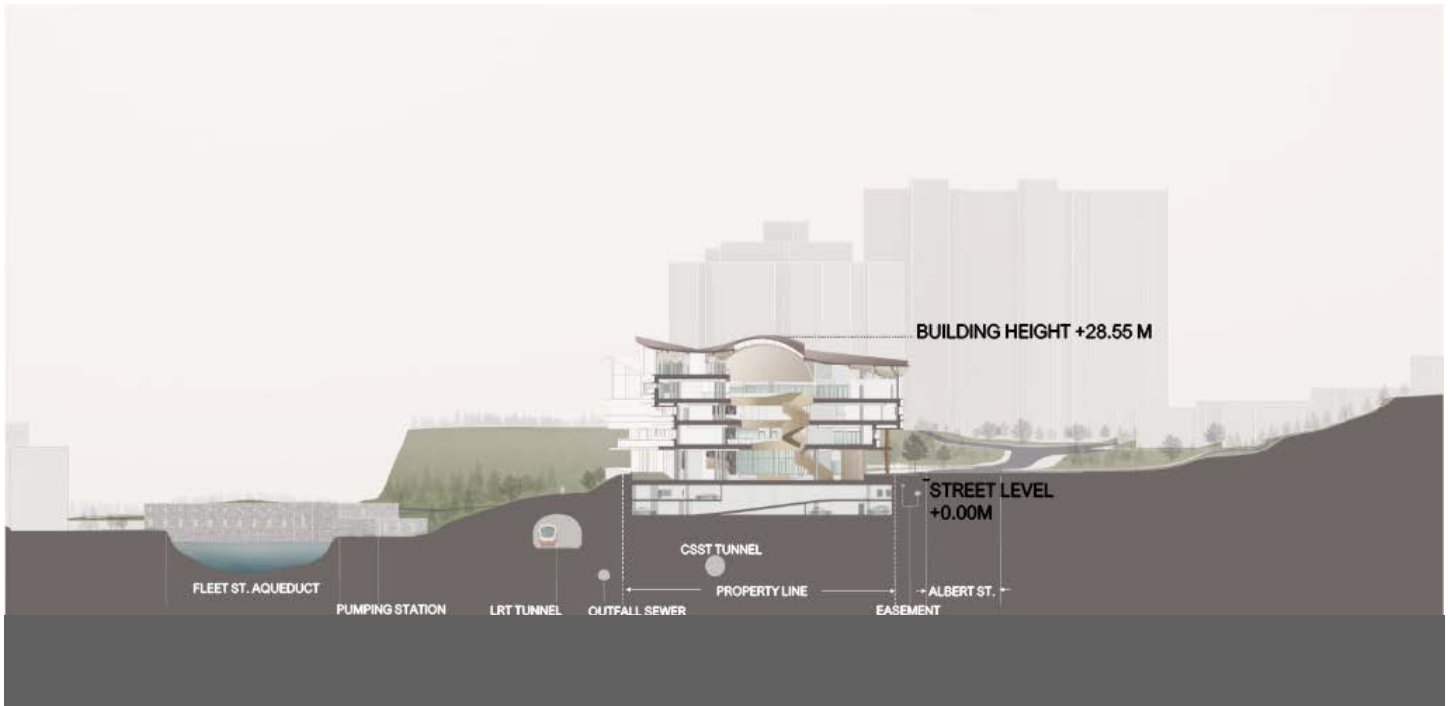 BUILDING HEIGHT +28.55 M
STREET LEVEL
+0.00M
CSST TUNNEL
FLEET ST. AQUEDUCT
PROPERTY LINE
ALBERT ST.
PUMPING STATION
LRT TUNNEL
OUTFALL SEWER
EASEMENT